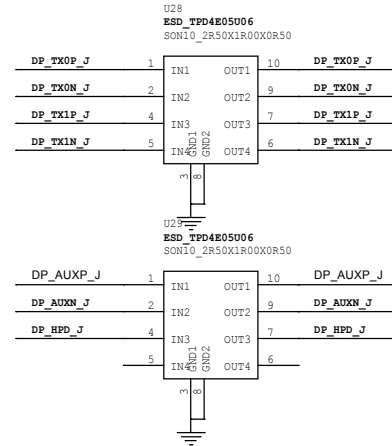 U28
ESD_TPD4E05U06
SON10_2R50X1R00X0R50
DP_TX0P_J 1 IN1 OUT1 10 DP_TX0P_J
DP_TX0N_J 2 IN2 OUT2 9 DP_TX0N_J
DP_TX1P_J 4 IN3 OUT3 7 DP_TX1P_J
DP_TX1N_J 5 IN4 OUT4 6 DP_TX1N_J
GND1 GND2
3 8
U29
ESD_TPD4E05U06
SON10_2R50X1R00X0R50
DP_AUXP_J 1 IN1 OUT1 10 DP_AUXP_J
DP_AUXN_J 2 IN2 OUT2 9 DP_AUXN_J
DP_HPD_J 4 IN3 OUT3 7 DP_HPD_J
5 IN4 OUT4 6
GND1 GND2
3 8